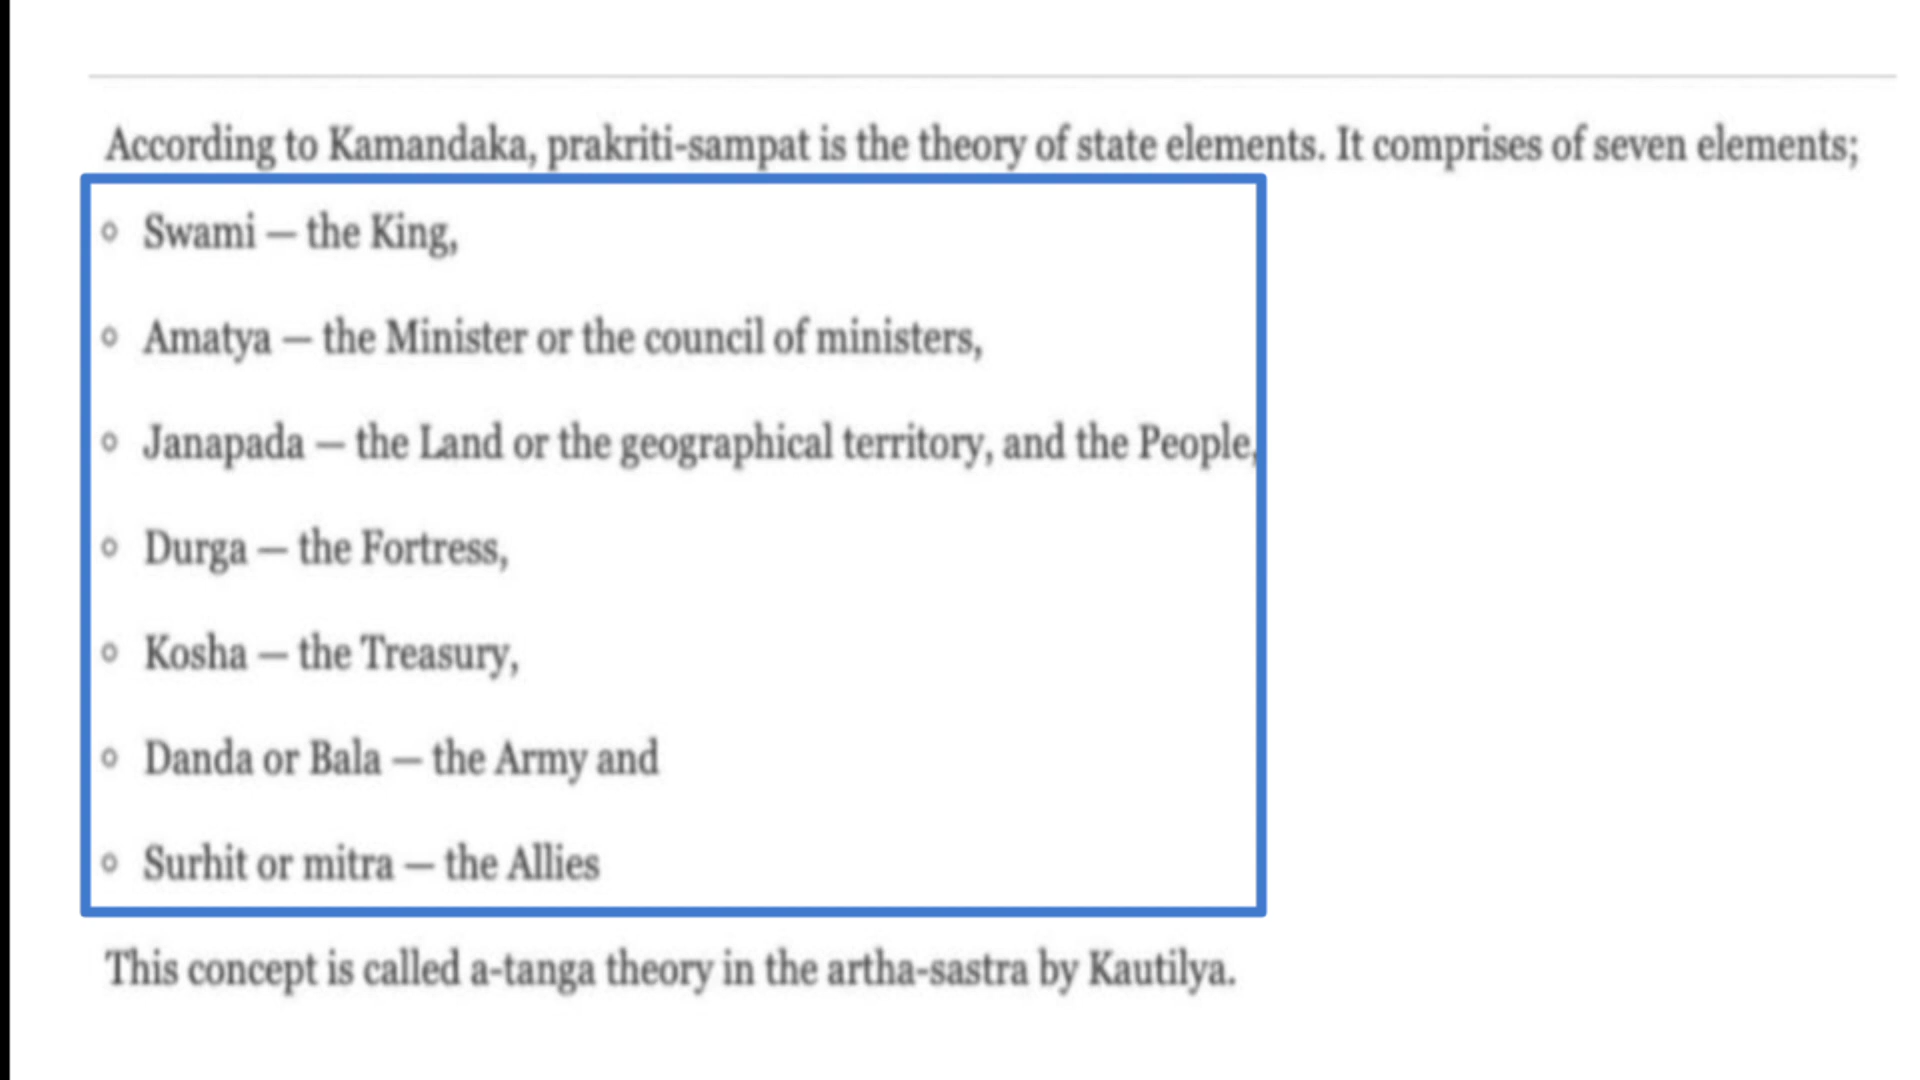 According to Kamandaka, prakriti-sampat is the theory of state elements. It comprises of seven elements;
○ Swami — the King,
○ Amatya — the Minister or the council of ministers,
○ Janapada — the Land or the geographical territory, and the People,
○ Durga — the Fortress,
○ Kosha — the Treasury,
○ Danda or Bala — the Army and
○ Surhit or mitra — the Allies
This concept is called a-tanga theory in the artha-sastra by Kautilya.